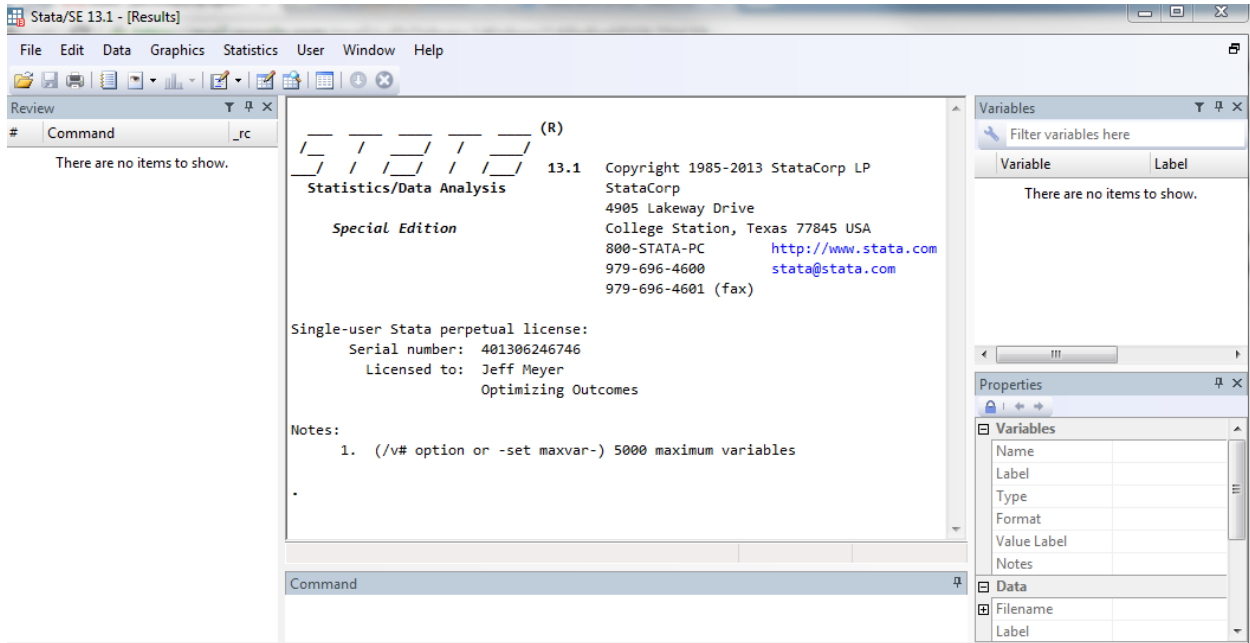 Stata/SE 13.1 - [Results]
File Edit Data Graphics Statistics User Window Help
Review
# Command _rc
There are no items to show.
(R)
stata 13.1 Copyright 1985-2013 StataCorp LP
Statistics/Data Analysis StataCorp
4905 Lakeway Drive
Special Edition College Station, Texas 77845 USA
800-STATA-PC http://www.stata.com
979-696-4600 stata@stata.com
979-696-4601 (fax)
Single-user Stata perpetual license:
Serial number: 401306246746
Licensed to: Jeff Meyer
Optimizing Outcomes
Notes:
1. (/v# option or -set maxvar-) 5000 maximum variables
.
Command
Variables
Filter variables here
Variable Label
There are no items to show.
Properties
Variables
Name
Label
Type
Format
Value Label
Notes
Data
Filename
Label